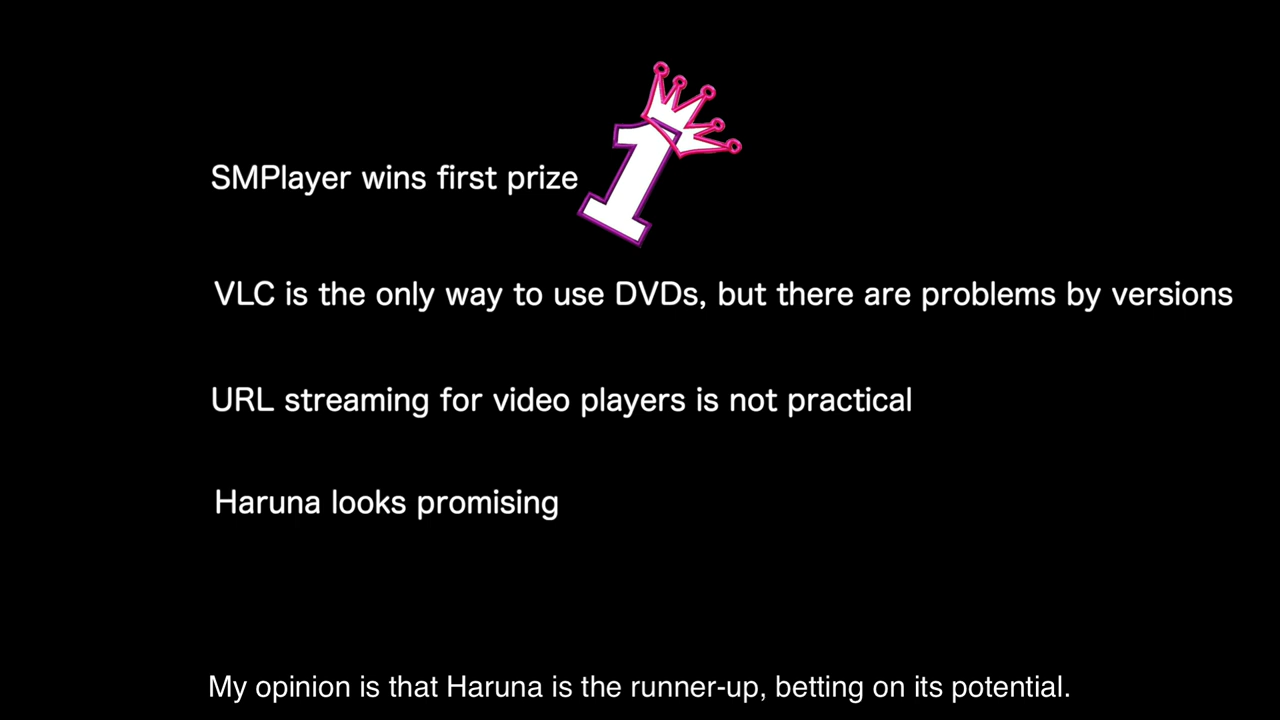 SMPlayer wins first prize
1
VLC is the only way to use DVDs, but there are problems by versions
URL streaming for video players is not practical
Haruna looks promising
My opinion is that Haruna is the runner-up, betting on its potential.